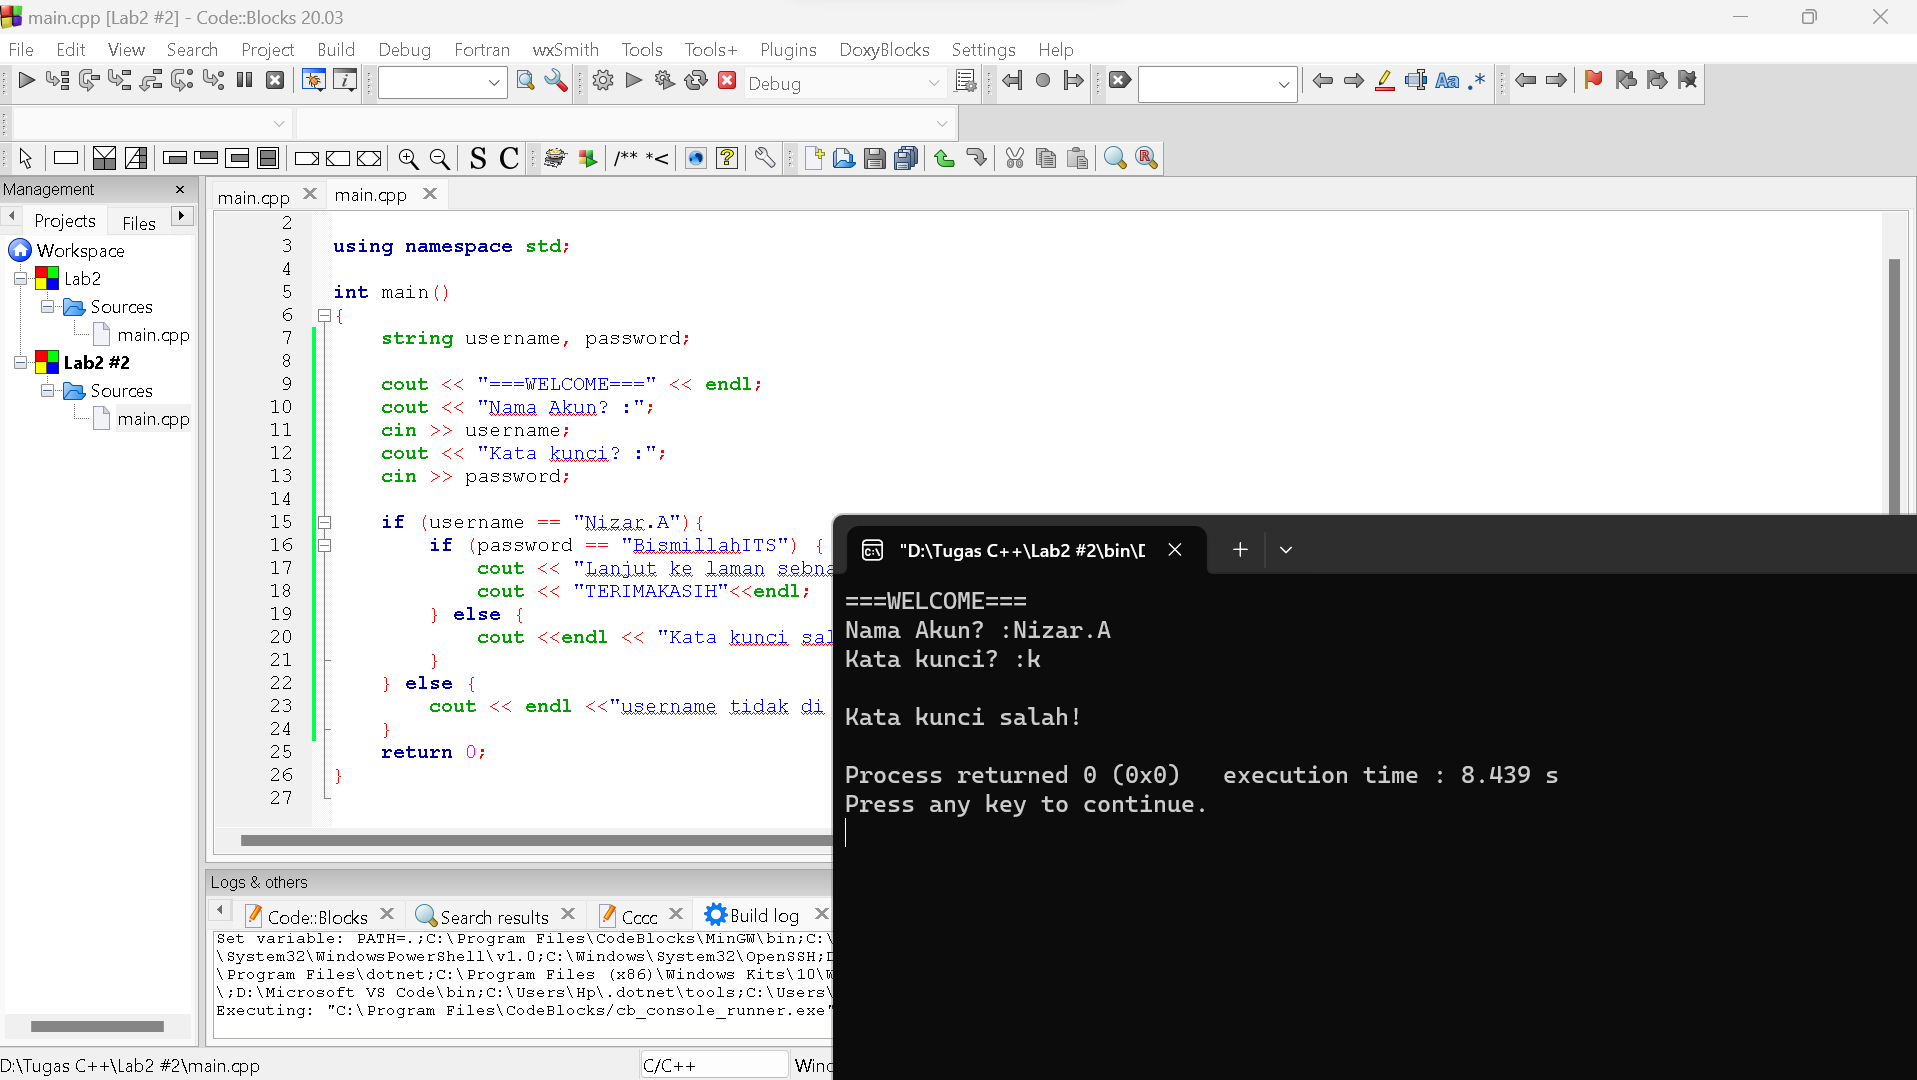 main.cpp [Lab2 #2] - Code::Blocks 20.03
File Edit View Search Project Build Debug Fortran wxSmith Tools Tools+ Plugins DoxyBlocks Settings Help
Debug
Aa .*
S C /** *<
Management
Projects Files
Workspace
Lab2
Sources
main.cpp
Lab2 #2
Sources
main.cpp
main.cpp main.cpp
2
3 using namespace std;
4
5 int main()
6 {
7 string username, password;
8
9 cout << "===WELCOME===" << endl;
10 cout << "Nama Akun? :";
11 cin >> username;
12 cout << "Kata kunci? :";
13 cin >> password;
14
15 if (username == "Nizar.A"){
16 if (password == "BismillahITS") {
17 cout << "Lanjut ke laman sebna
18 cout << "TERIMAKASIH"<<endl;
19 } else {
20 cout <<endl << "Kata kunci sal
21 }
22 } else {
23 cout << endl <<"username tidak di
24 }
25 return 0;
26 }
27
"D:\Tugas C++\Lab2 #2\bin\D
===WELCOME===
Nama Akun? :Nizar.A
Kata kunci? :k
Kata kunci salah!
Process returned 0 (0x0) execution time : 8.439 s
Press any key to continue.
Logs & others
Code::Blocks Search results Cccc Build log
Set variable: PATH=.;C:\Program Files\CodeBlocks\MinGW\bin;C:\
\System32\WindowsPowerShell\v1.0;C:\Windows\System32\OpenSSH;D
\Program Files\dotnet;C:\Program Files (x86)\Windows Kits\10\W
\;D:\Microsoft VS Code\bin;C:\Users\Hp\.dotnet\tools;C:\Users\
Executing: "C:\Program Files\CodeBlocks/cb_console_runner.exe"
D:\Tugas C++\Lab2 #2\main.cpp C/C++ Wind